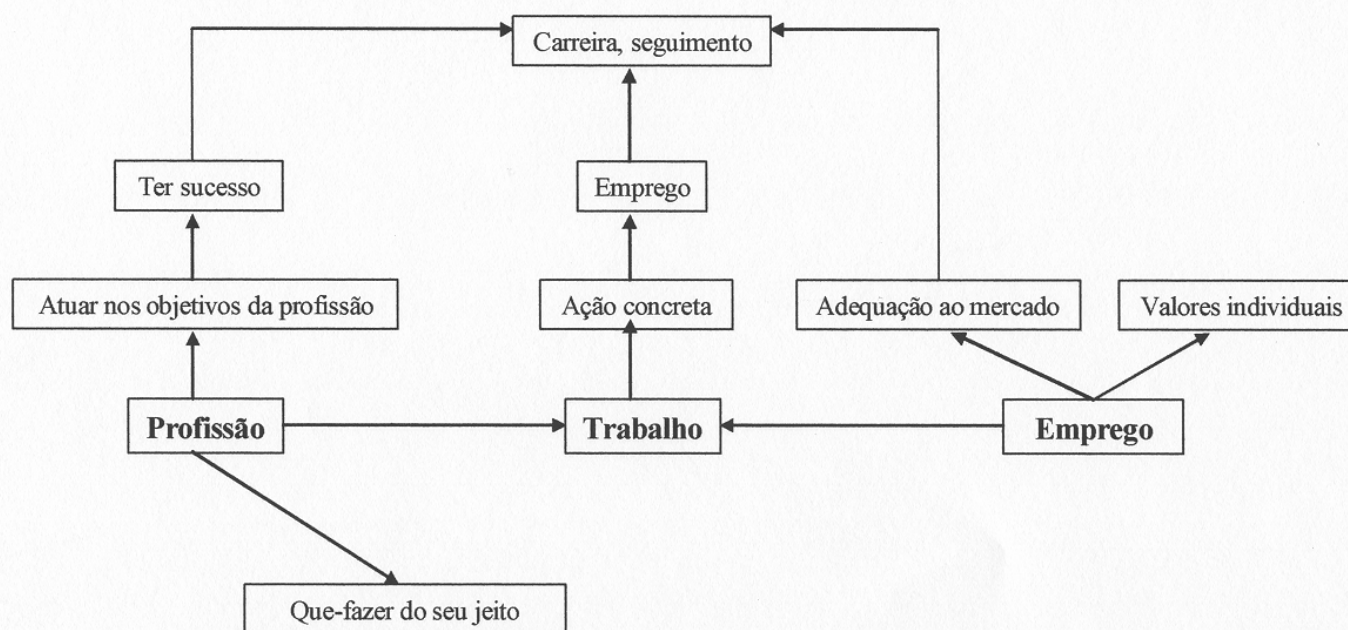 Carreira, seguimento
Ter sucesso
Emprego
Atuar nos objetivos da profissão
Ação concreta
Adequação ao mercado
Valores individuais
Profissão
Trabalho
Emprego
Que-fazer do seu jeito